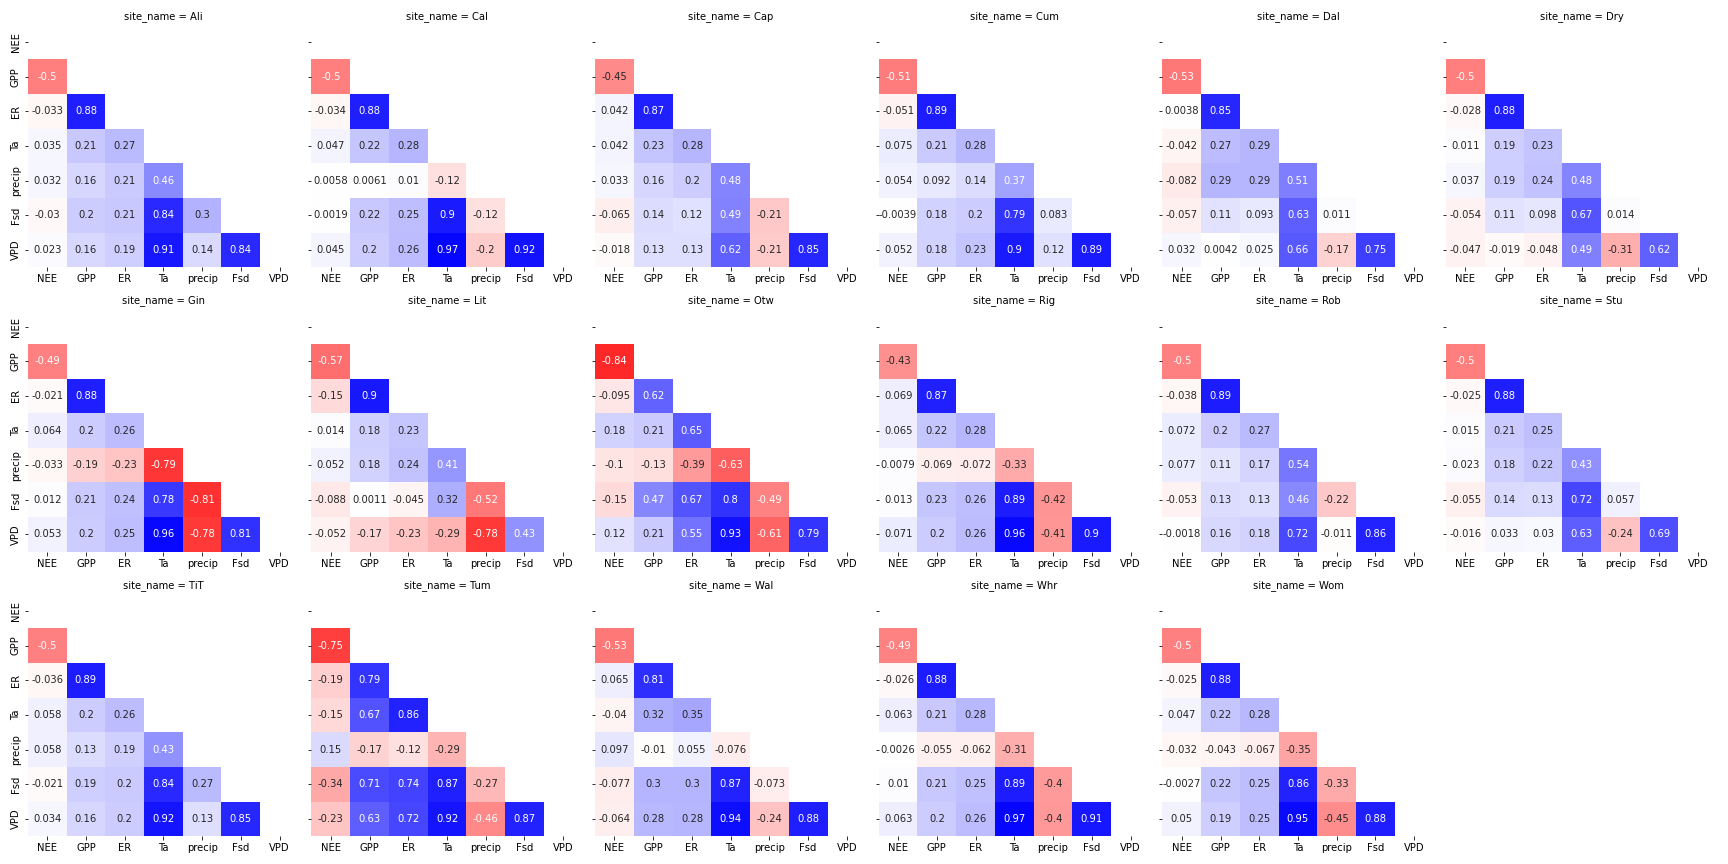 site_name = Ali site_name = Cal site_name = Cap site_name = Cum site_name = Dal site_name = Dry
NEE
GPP -0.5 -0.5 -0.45 -0.51 -0.53 -0.5
ER -0.033 0.88 -0.034 0.88 0.042 0.87 -0.051 0.89 0.0038 0.85 -0.028 0.88
Ta 0.035 0.21 0.27 0.047 0.22 0.28 0.042 0.23 0.28 0.075 0.21 0.28 -0.042 0.27 0.29 0.011 0.19 0.23
precip 0.032 0.16 0.21 0.46 0.0058 0.0061 0.01 -0.12 0.033 0.16 0.2 0.48 0.054 0.092 0.14 0.37 -0.082 0.29 0.29 0.51 0.037 0.19 0.24 0.48
Fsd -0.03 0.2 0.21 0.84 0.3 -0.0019 0.22 0.25 0.9 -0.12 -0.065 0.14 0.12 0.49 -0.21 -0.0039 0.18 0.2 0.79 0.083 -0.057 0.11 0.093 0.63 0.011 -0.054 0.11 0.098 0.67 0.014
VPD 0.023 0.16 0.19 0.91 0.14 0.84 0.045 0.2 0.26 0.97 -0.2 0.92 -0.018 0.13 0.13 0.62 -0.21 0.85 0.052 0.18 0.23 0.9 0.12 0.89 0.032 0.0042 0.025 0.66 -0.17 0.75 -0.047 -0.019 -0.048 0.49 -0.31 0.62
NEE GPP ER Ta precip Fsd VPD NEE GPP ER Ta precip Fsd VPD NEE GPP ER Ta precip Fsd VPD NEE GPP ER Ta precip Fsd VPD NEE GPP ER Ta precip Fsd VPD NEE GPP ER Ta precip Fsd VPD
site_name = Gin site_name = Lit site_name = Otw site_name = Rig site_name = Rob site_name = Stu
NEE
GPP -0.49 -0.57 -0.84 -0.43 -0.5 -0.5
ER -0.021 0.88 -0.15 0.9 -0.095 0.62 0.069 0.87 -0.038 0.89 -0.025 0.88
Ta 0.064 0.2 0.26 0.014 0.18 0.23 0.18 0.21 0.65 0.065 0.22 0.28 0.072 0.2 0.27 0.015 0.21 0.25
precip -0.033 -0.19 -0.23 -0.79 0.052 0.18 0.24 0.41 -0.1 -0.13 -0.39 -0.63 0.0079 -0.069 -0.072 -0.33 0.077 0.11 0.17 0.54 0.023 0.18 0.22 0.43
Fsd 0.012 0.21 0.24 0.78 -0.81 -0.088 0.0011 -0.045 0.32 -0.52 -0.15 0.47 0.67 0.8 -0.49 0.013 0.23 0.26 0.89 -0.42 -0.053 0.13 0.13 0.46 -0.22 -0.055 0.14 0.13 0.72 0.057
VPD 0.053 0.2 0.25 0.96 -0.78 0.81 -0.052 -0.17 -0.23 -0.29 -0.78 0.43 0.12 0.21 0.55 0.93 -0.61 0.79 0.071 0.2 0.26 0.96 -0.41 0.9 -0.0018 0.16 0.18 0.72 -0.011 0.86 -0.016 0.033 0.03 0.63 -0.24 0.69
NEE GPP ER Ta precip Fsd VPD NEE GPP ER Ta precip Fsd VPD NEE GPP ER Ta precip Fsd VPD NEE GPP ER Ta precip Fsd VPD NEE GPP ER Ta precip Fsd VPD NEE GPP ER Ta precip Fsd VPD
site_name = TiT site_name = Tum site_name = Wal site_name = Whr site_name = Wom
NEE
GPP -0.5 -0.75 -0.53 -0.49 -0.5
ER -0.036 0.89 -0.19 0.79 0.065 0.81 -0.026 0.88 -0.025 0.88
Ta 0.058 0.2 0.26 -0.15 0.67 0.86 -0.04 0.32 0.35 0.063 0.21 0.28 0.047 0.22 0.28
precip 0.058 0.13 0.19 0.43 0.15 -0.17 -0.12 -0.29 0.097 -0.01 0.055 -0.076 -0.0026 -0.055 -0.062 -0.31 -0.032 -0.043 -0.067 -0.35
Fsd -0.021 0.19 0.2 0.84 0.27 -0.34 0.71 0.74 0.87 -0.27 -0.077 0.3 0.3 0.87 -0.073 0.01 0.21 0.25 0.89 -0.4 -0.0027 0.22 0.25 0.86 -0.33
VPD 0.034 0.16 0.2 0.92 0.13 0.85 -0.23 0.63 0.72 0.92 -0.46 0.87 -0.064 0.28 0.28 0.94 -0.24 0.88 0.063 0.2 0.26 0.97 -0.4 0.91 0.05 0.19 0.25 0.95 -0.45 0.88
NEE GPP ER Ta precip Fsd VPD NEE GPP ER Ta precip Fsd VPD NEE GPP ER Ta precip Fsd VPD NEE GPP ER Ta precip Fsd VPD NEE GPP ER Ta precip Fsd VPD